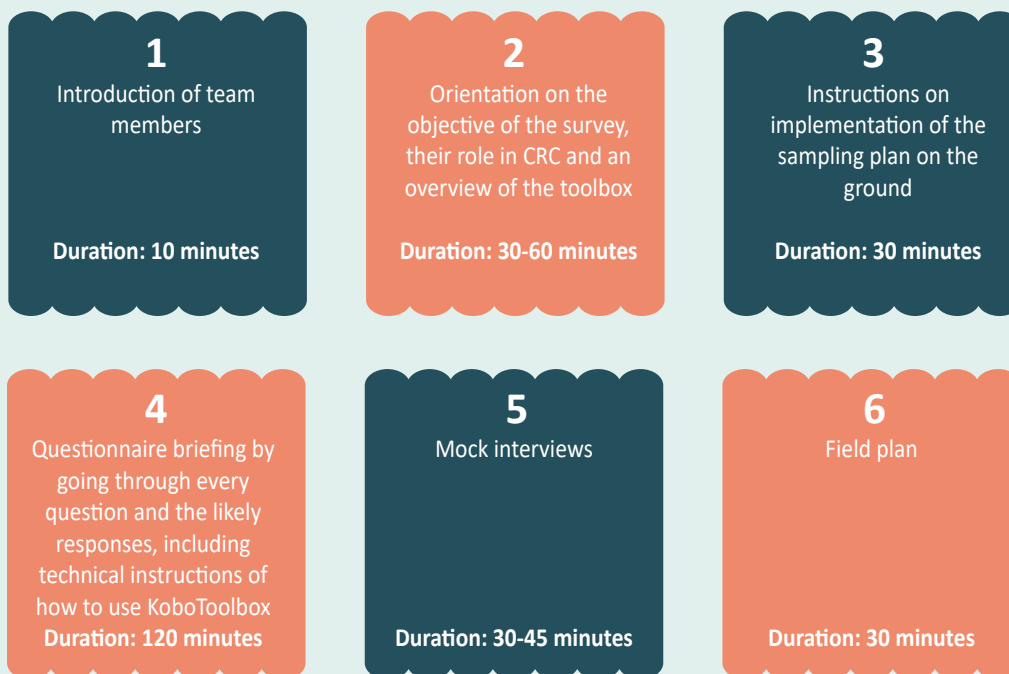 1
Introduction of team
members
Duration: 10 minutes
2
Orientation on the
objective of the survey,
their role in CRC and an
overview of the toolbox
Duration: 30-60 minutes
3
Instructions on
implementation of the
sampling plan on the
ground
Duration: 30 minutes
4
Questionnaire briefing by
going through every
question and the likely
responses, including
technical instructions of
how to use KoboToolbox
Duration: 120 minutes
5
Mock interviews
Duration: 30-45 minutes
6
Field plan
Duration: 30 minutes